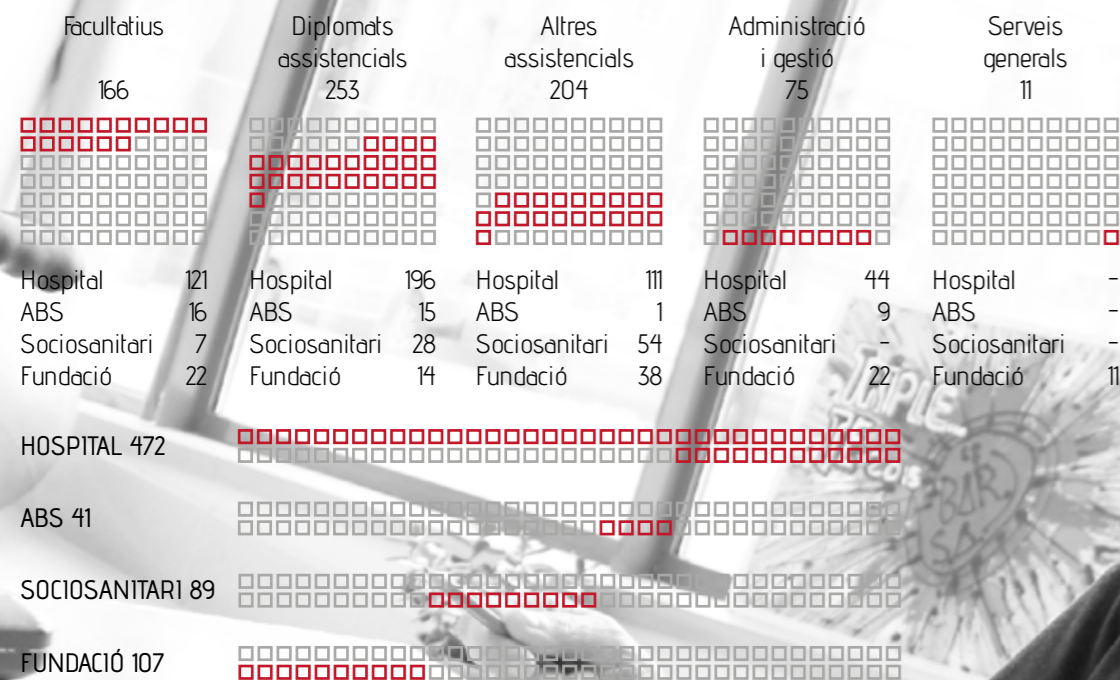 Facultatius
166
Hospital 121
ABS 16
Sociosanitari 7
Fundació 22
Diplomats
assistencials
253
Hospital 196
ABS 15
Sociosanitari 28
Fundació 14
Altres
assistencials
204
Hospital 111
ABS 1
Sociosanitari 54
Fundació 38
Administració
i gestió
75
Hospital 44
ABS 9
Sociosanitari -
Fundació 22
Serveis
generals
11
Hospital -
ABS -
Sociosanitari -
Fundació 11
HOSPITAL 472
ABS 41
SOCIOSANITARI 89
FUNDACIÓ 107
TRIPLE